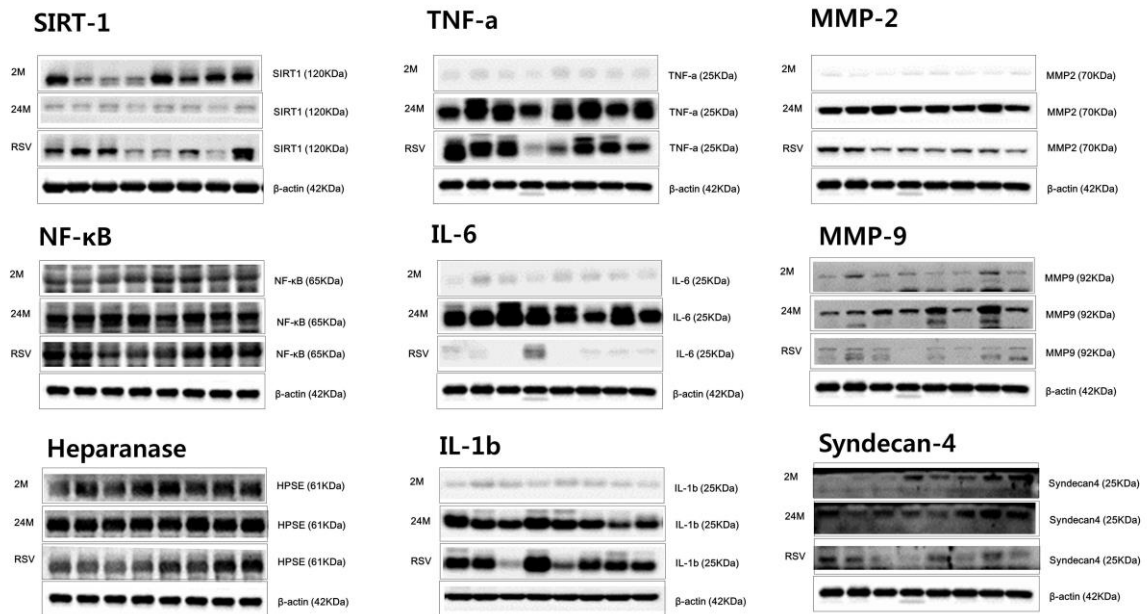 SIRT-1
2M SIRT1 (120KDa)
24M SIRT1 (120KDa)
RSV SIRT1 (120KDa)
β-actin (42KDa)
TNF-a
2M TNF-a (25KDa)
24M TNF-a (25KDa)
RSV TNF-a (25KDa)
β-actin (42KDa)
MMP-2
2M MMP2 (70KDa)
24M MMP2 (70KDa)
RSV MMP2 (70KDa)
β-actin (42KDa)
NF-κB
2M NF-κB (65KDa)
24M NF-κB (65KDa)
RSV NF-κB (65KDa)
β-actin (42KDa)
IL-6
2M IL-6 (25KDa)
24M IL-6 (25KDa)
RSV IL-6 (25KDa)
β-actin (42KDa)
MMP-9
2M MMP9 (92KDa)
24M MMP9 (92KDa)
RSV MMP9 (92KDa)
β-actin (42KDa)
Heparanase
2M HPSE (61KDa)
24M HPSE (61KDa)
RSV HPSE (61KDa)
β-actin (42KDa)
IL-1b
2M IL-1b (25KDa)
24M IL-1b (25KDa)
RSV IL-1b (25KDa)
β-actin (42KDa)
Syndecan-4
2M Syndecan4 (25KDa)
24M Syndecan4 (25KDa)
RSV Syndecan4 (25KDa)
β-actin (42KDa)